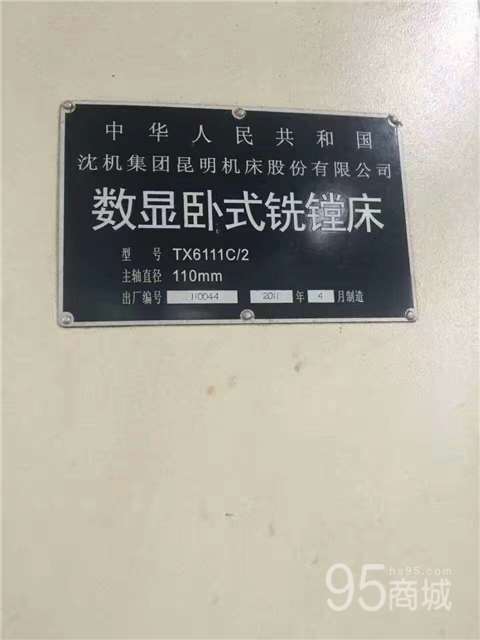 中华人民共和国
沈机集团昆明机床股份有限公司
数显卧式铣镗床
型 号 TX6111C/2
主轴直径 110mm
出厂编号 110044 2011 年 4 月制造
95商城
hs95.com